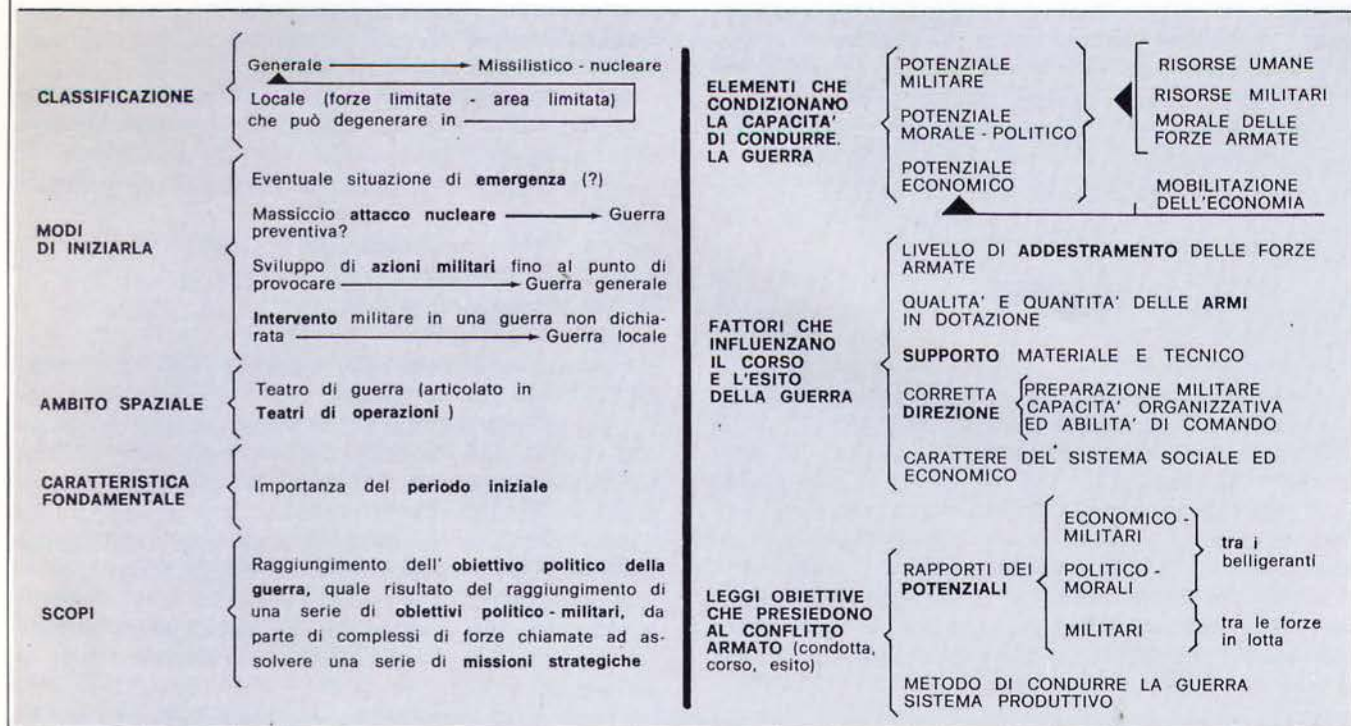 CLASSIFICAZIONE
Generale Missilistico - nucleare
Locale (forze limitate - area limitata)
che può degenerare in
MODI
DI INIZIARLA
Eventuale situazione di emergenza (?)
Massiccio attacco nucleare Guerra
preventiva?
Sviluppo di azioni militari fino al punto di
provocare Guerra generale
Intervento militare in una guerra non dichia-
rata Guerra locale
AMBITO SPAZIALE
Teatro di guerra (articolato in
Teatri di operazioni )
CARATTERISTICA
FONDAMENTALE
Importanza del periodo iniziale
SCOPI
Raggiungimento dell' obiettivo politico della
guerra, quale risultato del raggiungimento di
una serie di obiettivi politico - militari, da
parte di complessi di forze chiamate ad as-
solvere una serie di missioni strategiche
ELEMENTI CHE
CONDIZIONANO
LA CAPACITA'
DI CONDURRE.
LA GUERRA
POTENZIALE
MILITARE
POTENZIALE
MORALE - POLITICO
POTENZIALE
ECONOMICO
RISORSE UMANE
RISORSE MILITARI
MORALE DELLE
FORZE ARMATE
MOBILITAZIONE
DELL'ECONOMIA
FATTORI CHE
INFLUENZANO
IL CORSO
E L'ESITO
DELLA GUERRA
LIVELLO DI ADDESTRAMENTO DELLE FORZE
ARMATE
QUALITA' E QUANTITA' DELLE ARMI
IN DOTAZIONE
SUPPORTO MATERIALE E TECNICO
CORRETTA
DIREZIONE
PREPARAZIONE MILITARE
CAPACITA' ORGANIZZATIVA
ED ABILITA' DI COMANDO
CARATTERE DEL SISTEMA SOCIALE ED
ECONOMICO
LEGGI OBIETTIVE
CHE PRESIEDONO
AL CONFLITTO
ARMATO (condotta,
corso, esito)
RAPPORTI DEI
POTENZIALI
ECONOMICO -
MILITARI
POLITICO -
MORALI
tra i
belligeranti
MILITARI
tra le forze
in lotta
METODO DI CONDURRE LA GUERRA
SISTEMA PRODUTTIVO